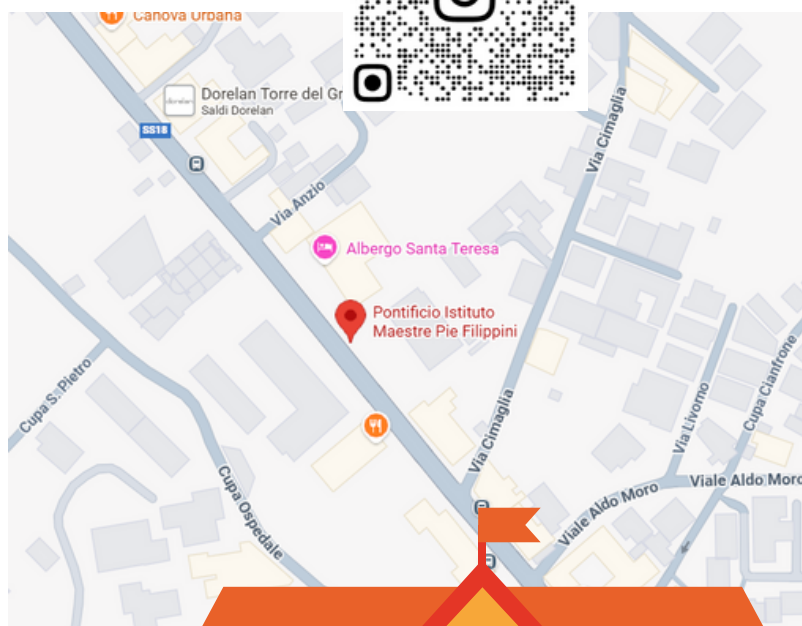 Canova Urbana
Dorelan Torre del Gr
Saldi Dorelan
dorelan
SS18
Via Cimaglia
Via Anzio
Albergo Santa Teresa
Pontificio Istituto
Maestre Pie Filippini
Cupa S. Pietro
Via Cimaglia
Via Livorno
Cupa Cianfrone
Cupa Ospedale
Viale Aldo Moro
Viale Aldo Moro